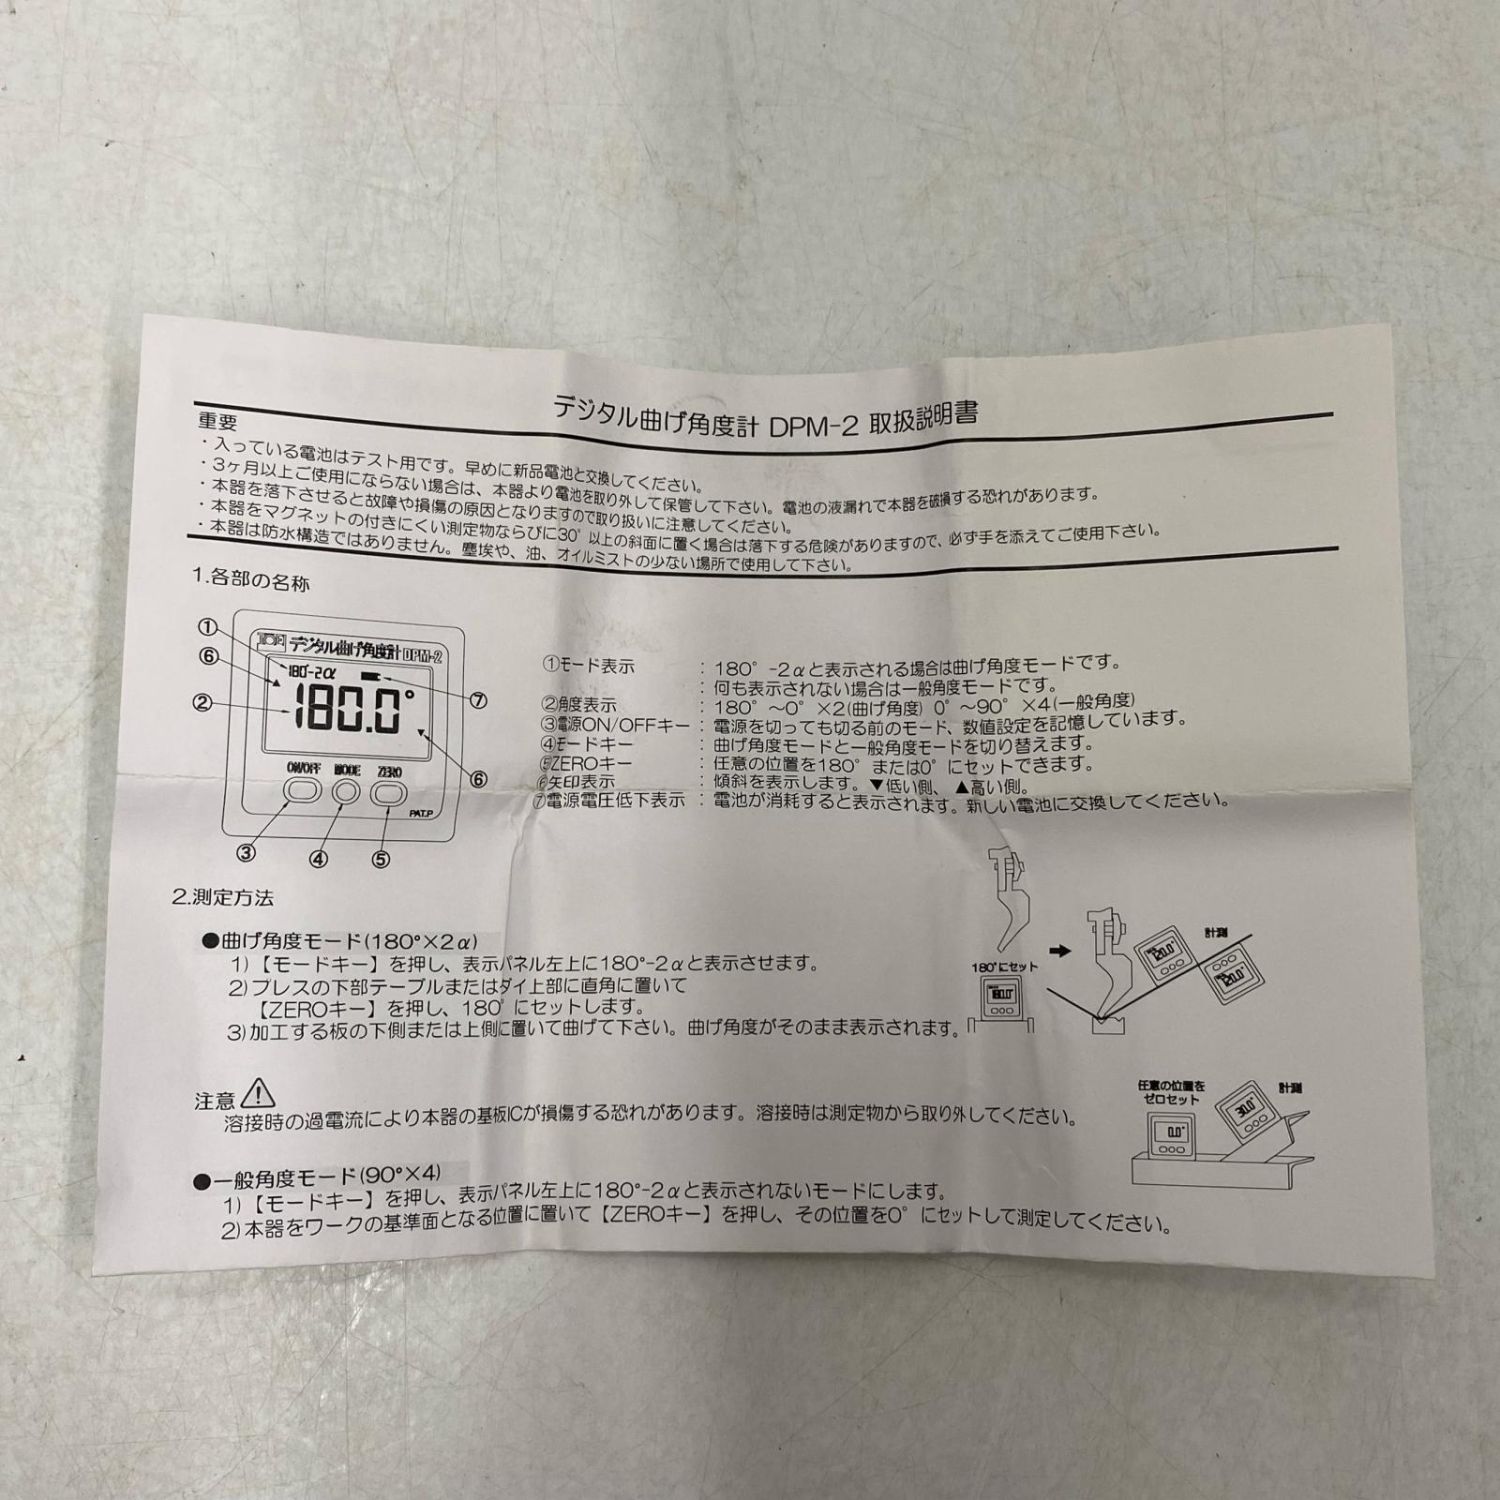 デジタル曲げ角度計 DPM-2 取扱説明書
重要
・入っている電池はテスト用です。早めに新品電池と交換してください。
・3ヶ月以上ご使用にならない場合は、本器より電池を取り外して保管して下さい。電池の液漏れで本器を破損する恐れがあります。
・本器を落下させると故障や損傷の原因となりますので取り扱いに注意してください。
・本器をマグネットの付きにくい測定物ならびに30°以上の斜面に置く場合は落下する危険がありますので、必ず手を添えてご使用下さい。
・本器は防水構造ではありません。塵埃や、油、オイルミストの少ない場所で使用して下さい。
1.各部の名称
① ⑥ ② ⑦ ⑥ ③ ④ ⑤
デジタル曲げ角度計 DPM-2
180°-2α
180.0°
ON/OFF MODE ZERO
PAT.P
①モード表示 : 180°-2αと表示される場合は曲げ角度モードです。
: 何も表示されない場合は一般角度モードです。
②角度表示 : 180°～0°×2(曲げ角度) 0°～90°×4(一般角度)
③電源ON/OFFキー : 電源を切っても切る前のモード、数値設定を記憶しています。
④モードキー : 曲げ角度モードと一般角度モードを切り替えます。
⑤ZEROキー : 任意の位置を180°または0°にセットできます。
⑥矢印表示 : 傾斜を表示します。▼低い側、▲高い側。
⑦電源電圧低下表示 : 電池が消耗すると表示されます。新しい電池に交換してください。
2.測定方法
●曲げ角度モード(180°×2α)
1)【モードキー】を押し、表示パネル左上に180°-2αと表示させます。
2)プレスの下部テーブルまたはダイ上部に直角に置いて
【ZEROキー】を押し、180°にセットします。
3)加工する板の下側または上側に置いて曲げて下さい。曲げ角度がそのまま表示されます。
180°にセット
180.0°
計測
120.0°
120.0°
注意
溶接時の過電流により本器の基板ICが損傷する恐れがあります。溶接時は測定物から取り外してください。
●一般角度モード(90°×4)
1)【モードキー】を押し、表示パネル左上に180°-2αと表示されないモードにします。
2)本器をワークの基準面となる位置に置いて【ZEROキー】を押し、その位置を0°にセットして測定してください。
任意の位置を
ゼロセット
0.0°
計測
30.0°